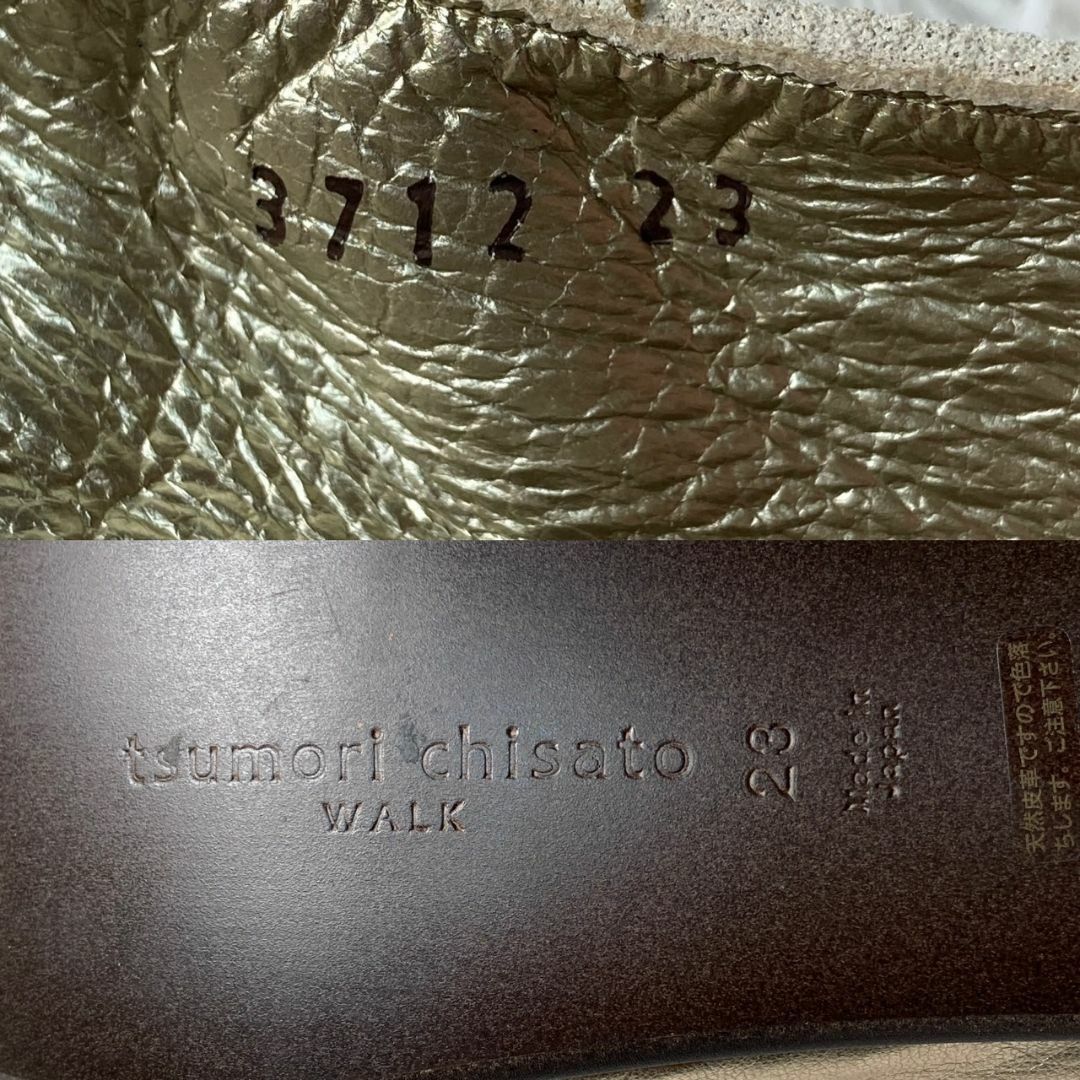 3712 23
tsumori chisato
WALK
23
Made in
Japan
天然皮革ですので色落
ちします。ご注意下さい。